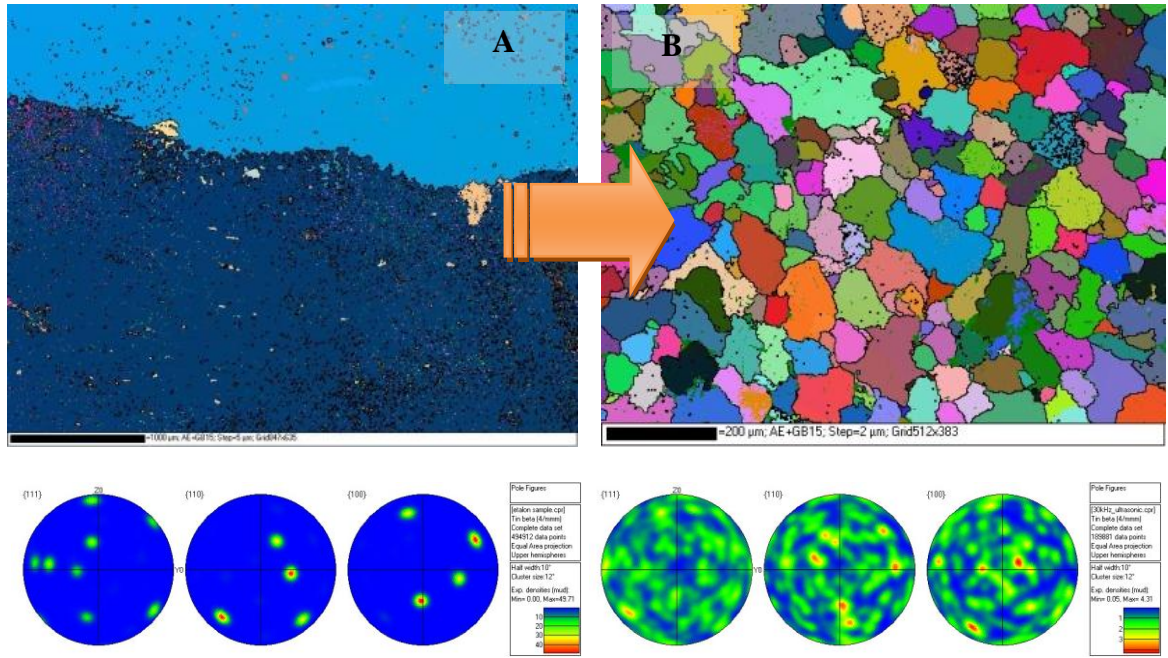 A
B
=1000 µm; AE+GB15; Step=5 µm; Grid847x635
=200 µm; AE+GB15; Step=2 µm; Grid512x383
{111}
Z0
{110}
{100}
Y0
Pole Figures
[etalon sample.cpr]
Tin beta (4/mmm)
Complete data set
494912 data points
Equal Area projection
Upper hemispheres
Half width:10°
Cluster size:12°
Exp. densities (mud):
Min= 0.00, Max=49.71
10
20
30
40
{111}
Z0
{110}
{100}
Y0
Pole Figures
[30kHz_ultrasonic.cpr]
Tin beta (4/mmm)
Complete data set
189881 data points
Equal Area projection
Upper hemispheres
Half width:10°
Cluster size:12°
Exp. densities (mud):
Min= 0.05, Max= 4.31
1
2
3